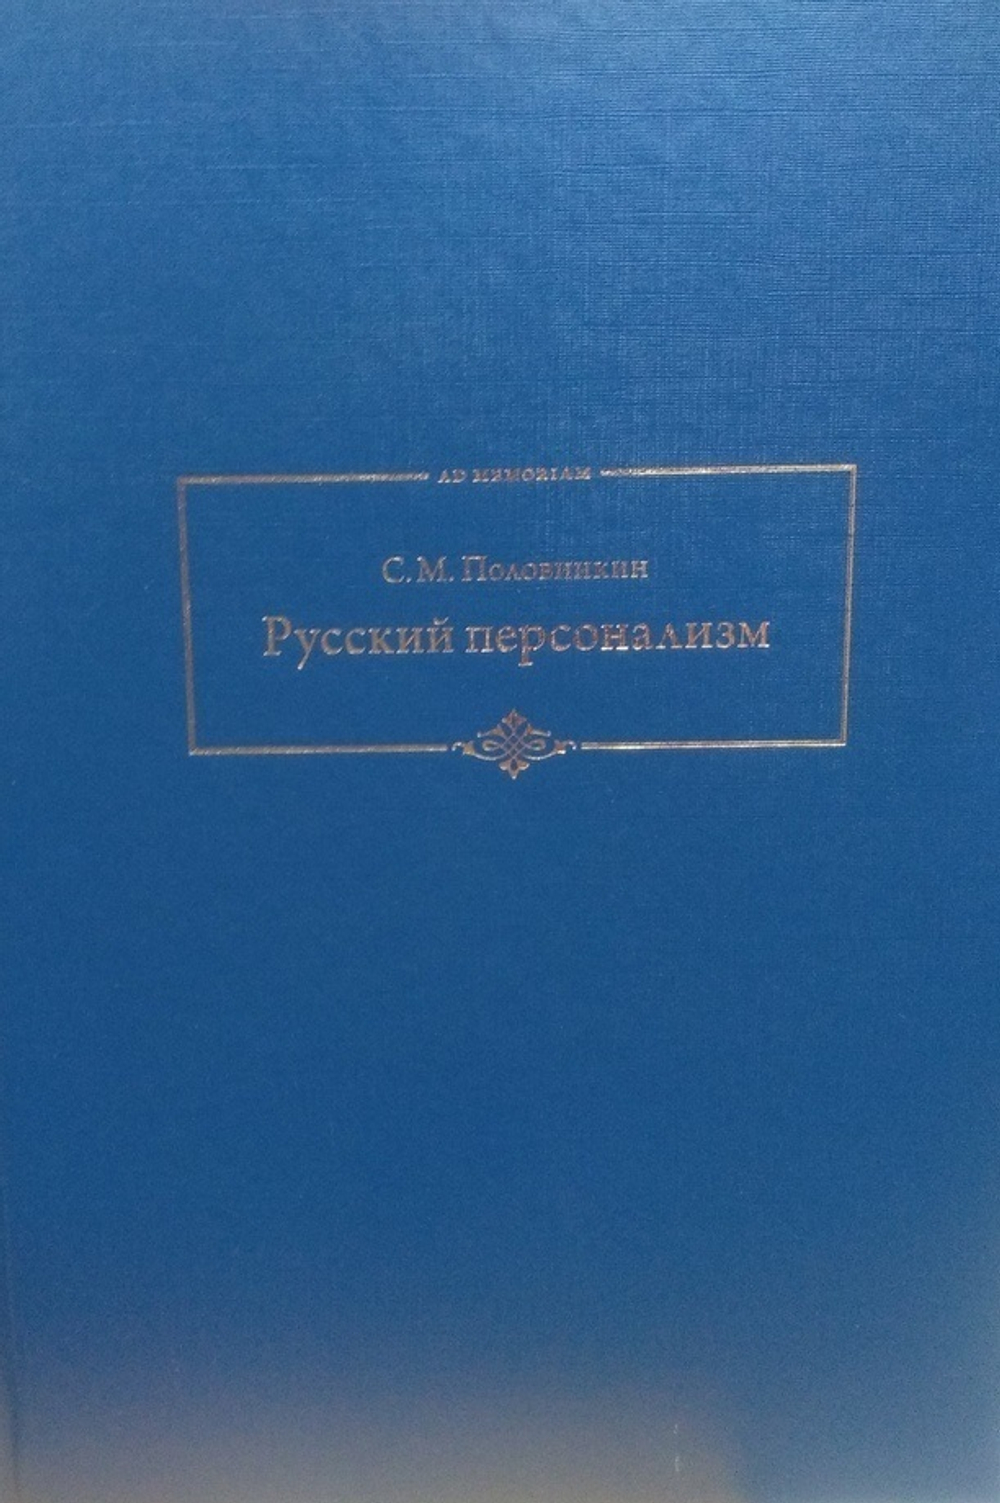 AD MEMORIAM
С. М. Половинкин
Русский персонализм